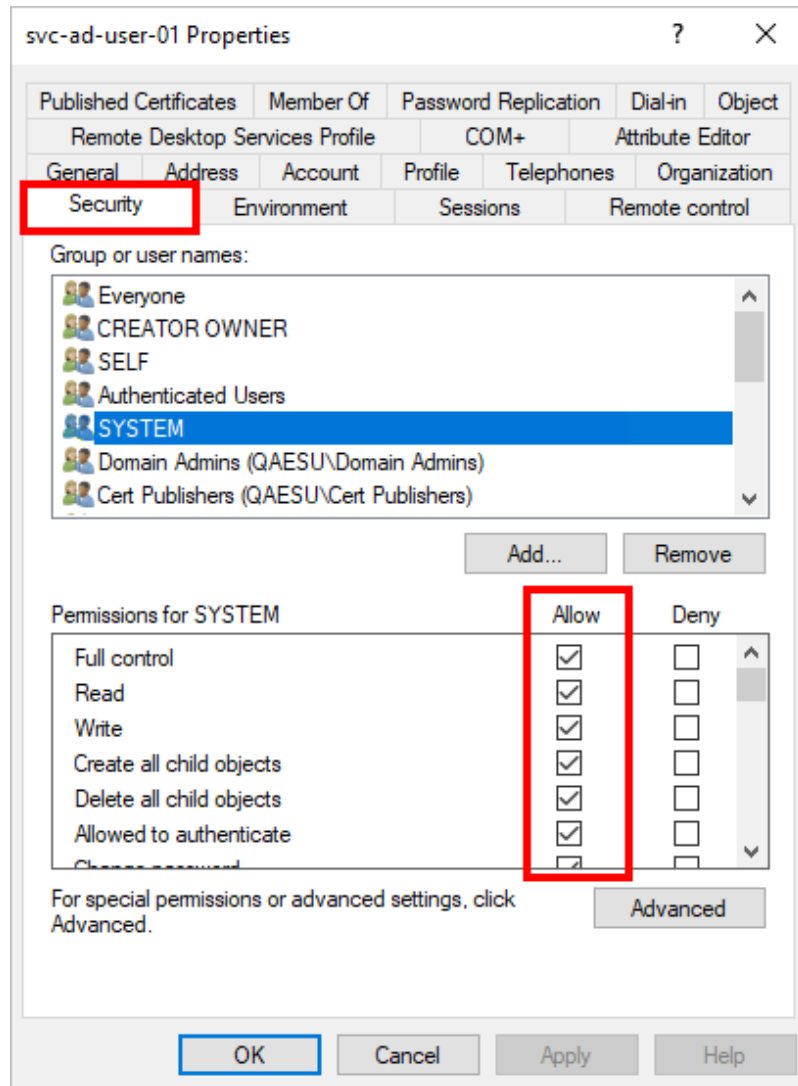 svc-ad-user-01 Properties ?
Published Certificates Member Of Password Replication Dial-in Object
Remote Desktop Services Profile COM+ Attribute Editor
General Address Account Profile Telephones Organization
Security Environment Sessions Remote control
Group or user names:
Everyone
CREATOR OWNER
SELF
Authenticated Users
SYSTEM
Domain Admins (QAESU\Domain Admins)
Cert Publishers (QAESU\Cert Publishers)
Add... Remove
Permissions for SYSTEM Allow Deny
Full control
Read
Write
Create all child objects
Delete all child objects
Allowed to authenticate
Change password
For special permissions or advanced settings, click
Advanced.
Advanced
OK Cancel Apply Help